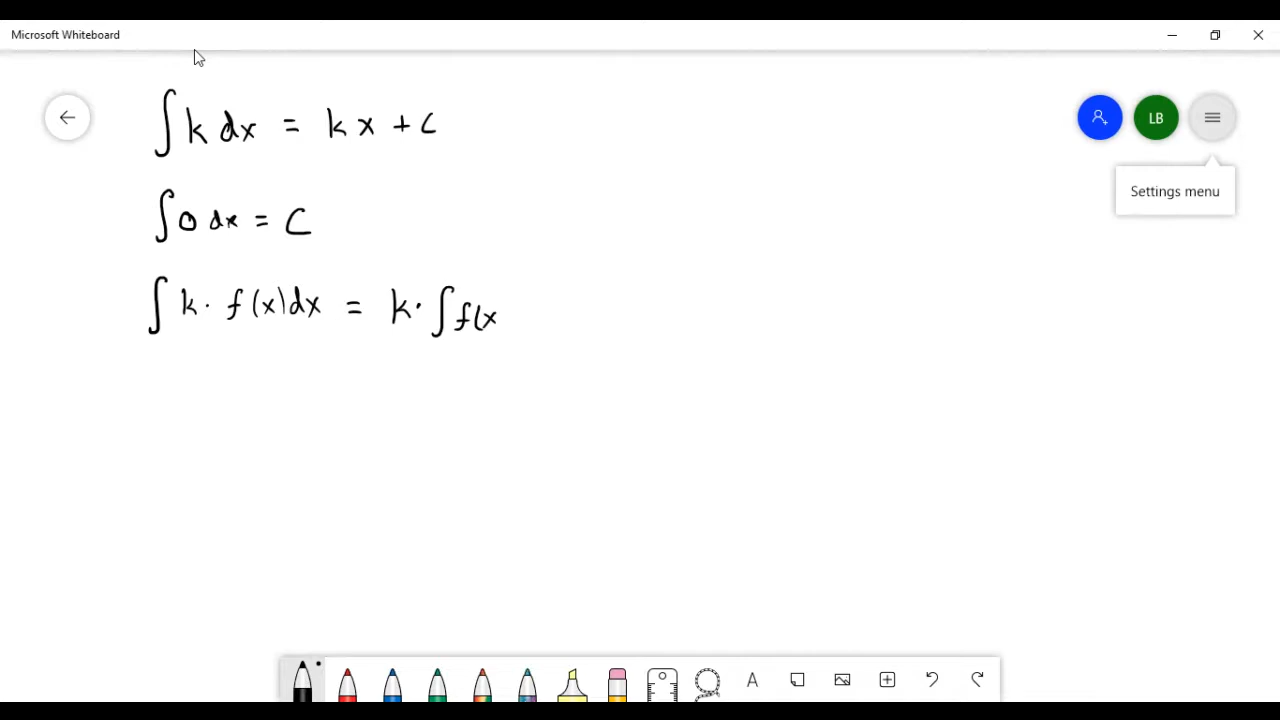 Microsoft Whiteboard
∫ k dx = kx + c
LB
Settings menu
∫ 0 dx = C
∫ k · f(x)dx = k · ∫ f(x
A